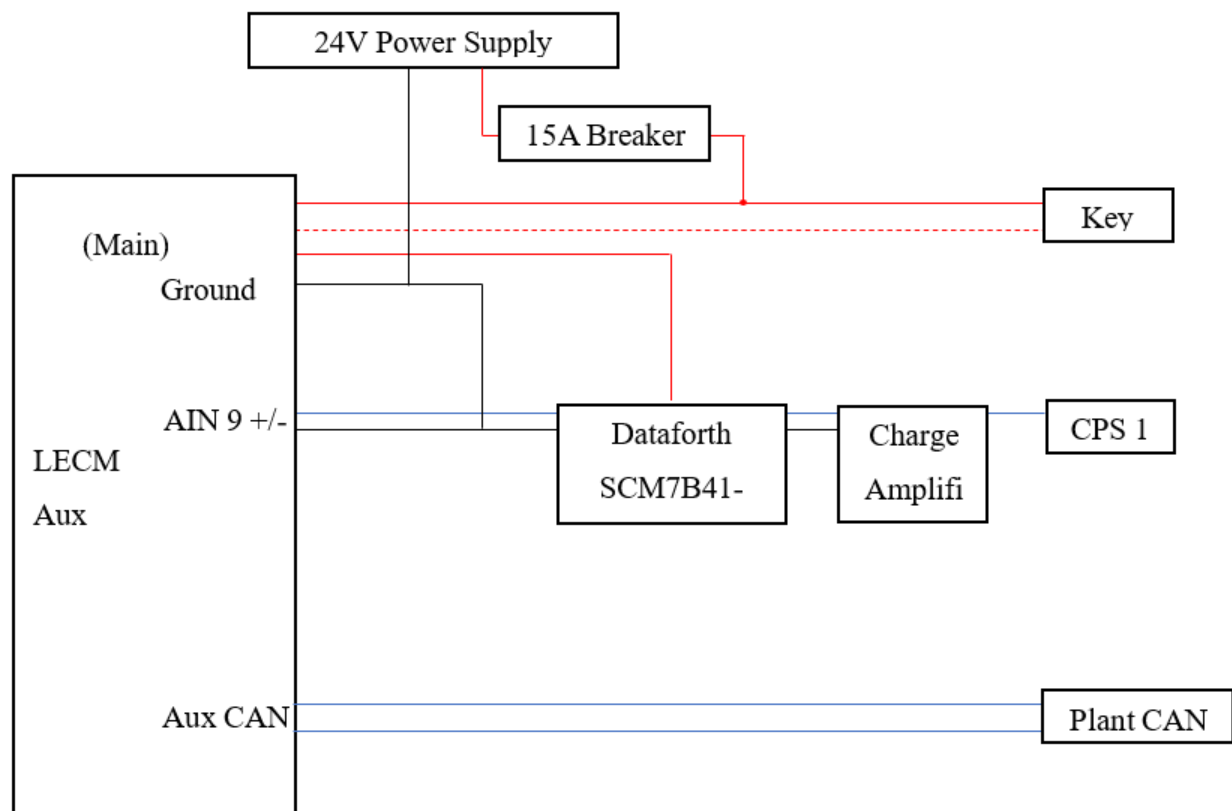 24V Power Supply
15A Breaker
Key
(Main)
Ground
AIN 9 +/-
LECM
Aux
Dataforth
SCM7B41-
Charge
Amplifi
CPS 1
Aux CAN
Plant CAN